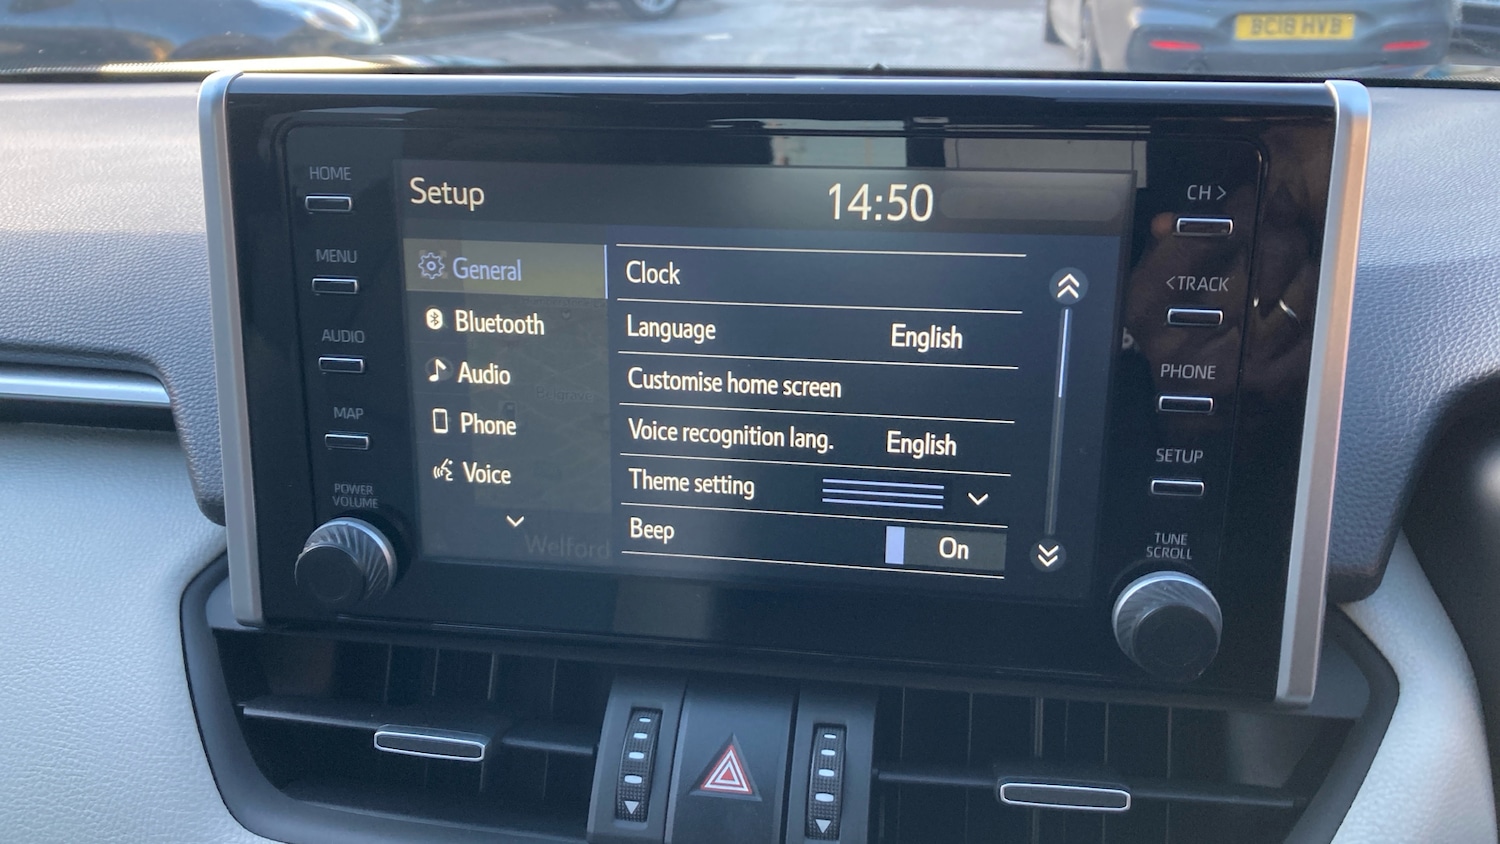 BC18 HVB
HOME
MENU
AUDIO
MAP
POWER
VOLUME
Setup
14:50
General
Bluetooth
Audio
Phone
Voice
Welford
Belgrave
Clock
Language English
Customise home screen
Voice recognition lang. English
Theme setting
Beep On
CH >
<TRACK
PHONE
SETUP
TUNE
SCROLL